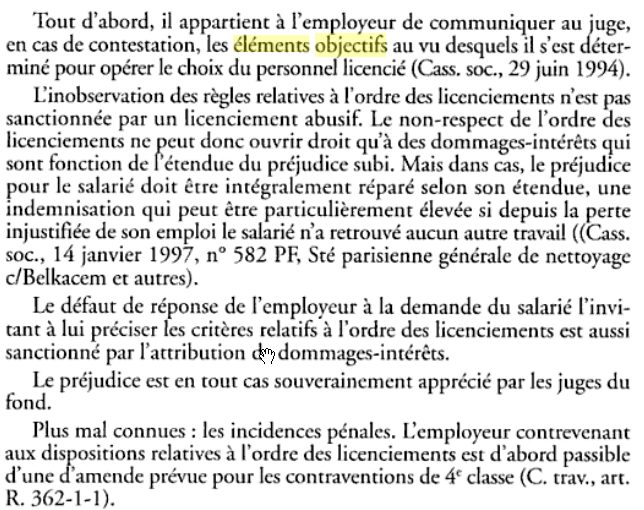 Tout d'abord, il appartient à l'employeur de communiquer au juge,
en cas de contestation, les éléments objectifs au vu desquels il s'est déter-
miné pour opérer le choix du personnel licencié (Cass. soc., 29 juin 1994).
L'inobservation des règles relatives à l'ordre des licenciements n'est pas
sanctionnée par un licenciement abusif. Le non-respect de l'ordre des
licenciements ne peut donc ouvrir droit qu'à des dommages-intérêts qui
sont fonction de l'étendue du préjudice subi. Mais dans cas, le préjudice
pour le salarié doit être intégralement réparé selon son étendue, une
indemnisation qui peut être particulièrement élevée si depuis la perte
injustifiée de son emploi le salarié n'a retrouvé aucun autre travail ((Cass.
soc., 14 janvier 1997, n° 582 PF, Sté parisienne générale de nettoyage
c/Belkacem et autres).
Le défaut de réponse de l'employeur à la demande du salarié l'invi-
tant à lui préciser les critères relatifs à l'ordre des licenciements est aussi
sanctionné par l'attribution de dommages-intérêts.
Le préjudice est en tout cas souverainement apprécié par les juges du
fond.
Plus mal connues : les incidences pénales. L'employeur contrevenant
aux dispositions relatives à l'ordre des licenciements est d'abord passible
d'une d'amende prévue pour les contraventions de 4e classe (C. trav., art.
R. 362-1-1).